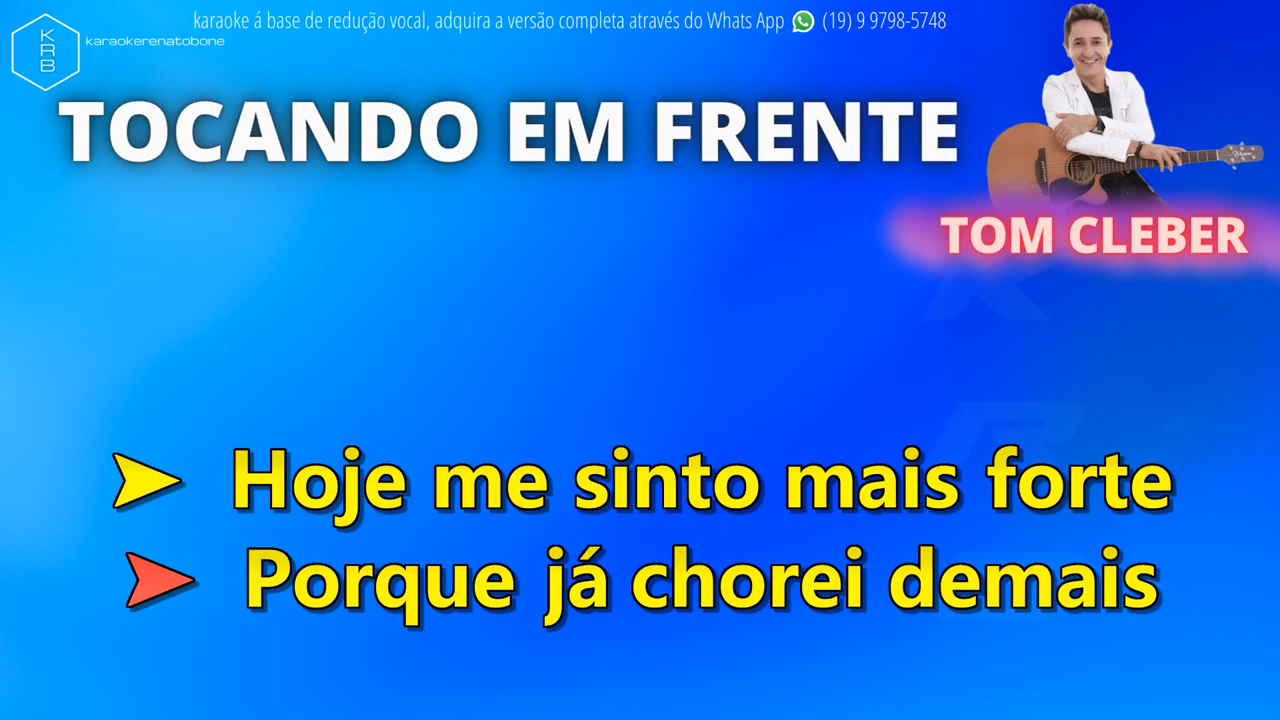 karaoke á base de redução vocal, adquira a versão completa através do Whats App (19) 9 9798-5748
K
R
B
karaokerenatobone
TOCANDO EM FRENTE
TOM CLEBER
Hoje me sinto mais forte
Porque já chorei demais